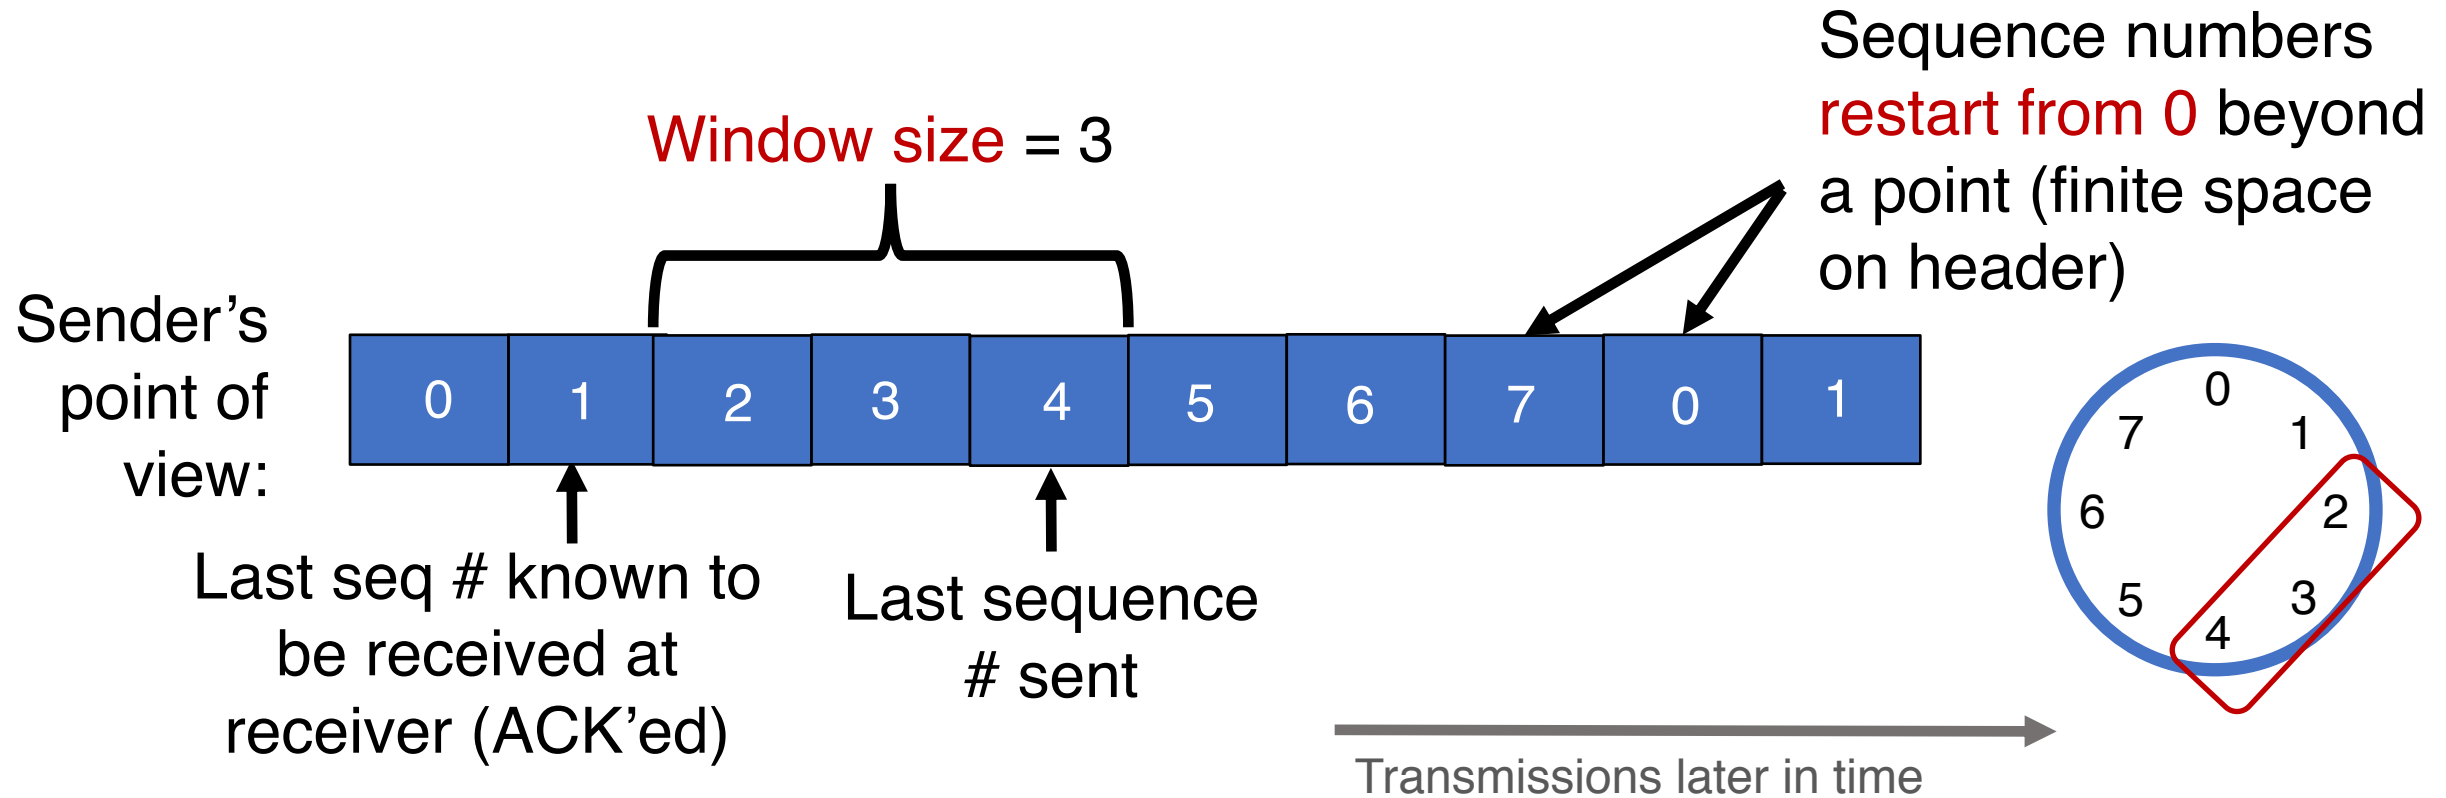 Sequence numbers
restart from 0 beyond
a point (finite space
on header)
Window size = 3
Sender’s
point of
view:
0 1 2 3 4 5 6 7 0 1
Last seq # known to
be received at
receiver (ACK’ed)
Last sequence
# sent
0
1
2
3
4
5
6
7
Transmissions later in time